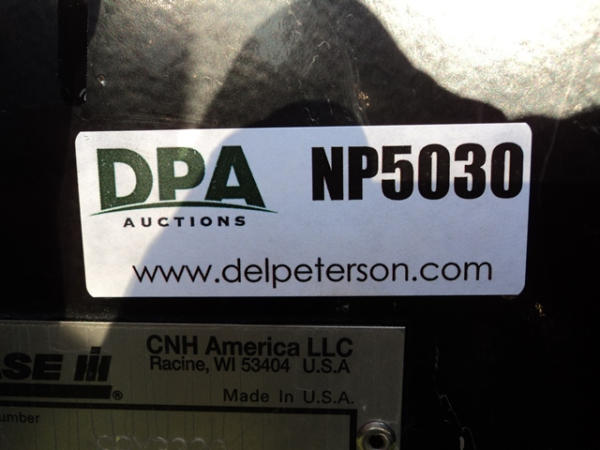 DPA
AUCTIONS
NP5030
www.delpeterson.com
CNH America LLC
Racine, WI 53404 U.S.A
Made In U.S.A.